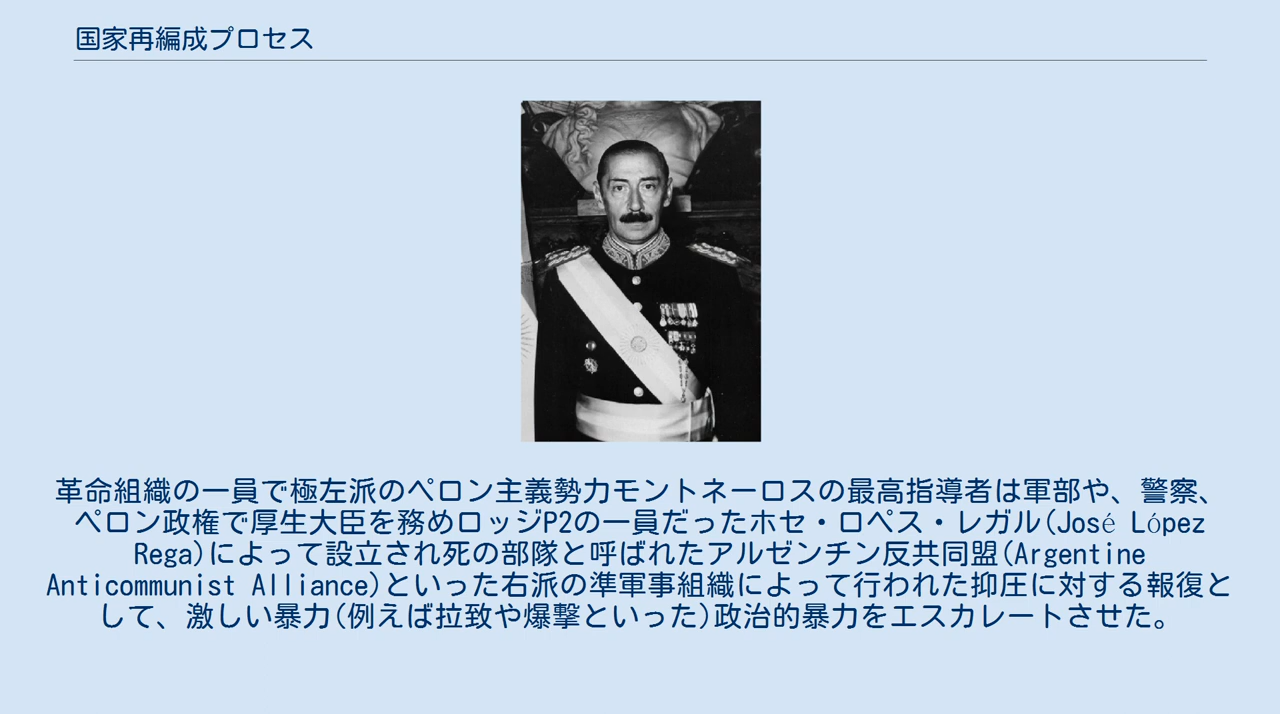 国家再編成プロセス
革命組織の一員で極左派のペロン主義勢力モントネーロスの最高指導者は軍部や、警察、
ペロン政権で厚生大臣を務めロッジP2の一員だったホセ・ロペス・レガル(José López
Rega)によって設立され死の部隊と呼ばれたアルゼンチン反共同盟(Argentine
Anticommunist Alliance)といった右派の準軍事組織によって行われた抑圧に対する報復と
して、激しい暴力(例えば拉致や爆撃といった)政治的暴力をエスカレートさせた。